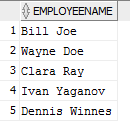 EMPLOYEENAME
1 Bill Joe
2 Wayne Doe
3 Clara Ray
4 Ivan Yaganov
5 Dennis Winnes